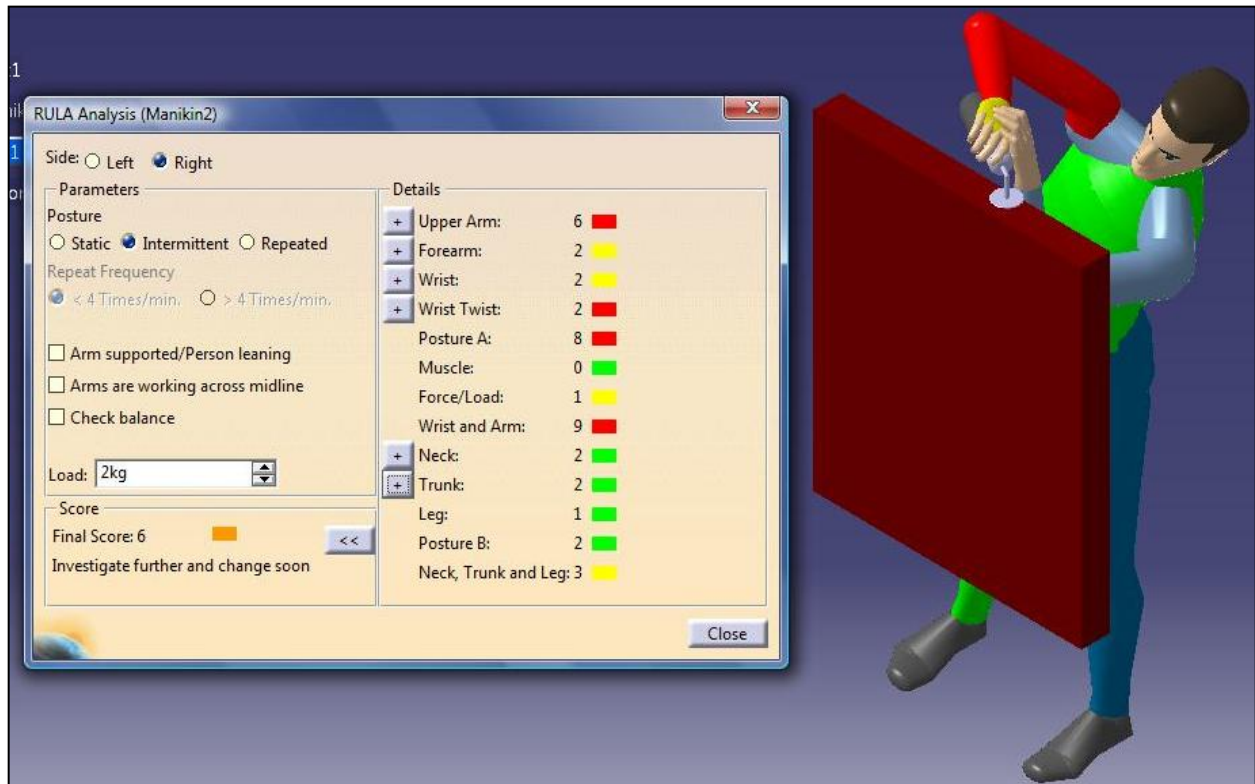 1
RULA Analysis (Manikin2)
Side: Left Right
Parameters
Posture
Static Intermittent Repeated
Repeat Frequency
< 4 Times/min. > 4 Times/min.
Arm supported/Person leaning
Arms are working across midline
Check balance
Load: 2kg
Score
Final Score: 6
<<
Investigate further and change soon
Details
+ Upper Arm: 6
+ Forearm: 2
+ Wrist: 2
+ Wrist Twist: 2
Posture A: 8
Muscle: 0
Force/Load: 1
Wrist and Arm: 9
+ Neck: 2
+ Trunk: 2
Leg: 1
Posture B: 2
Neck, Trunk and Leg: 3
Close